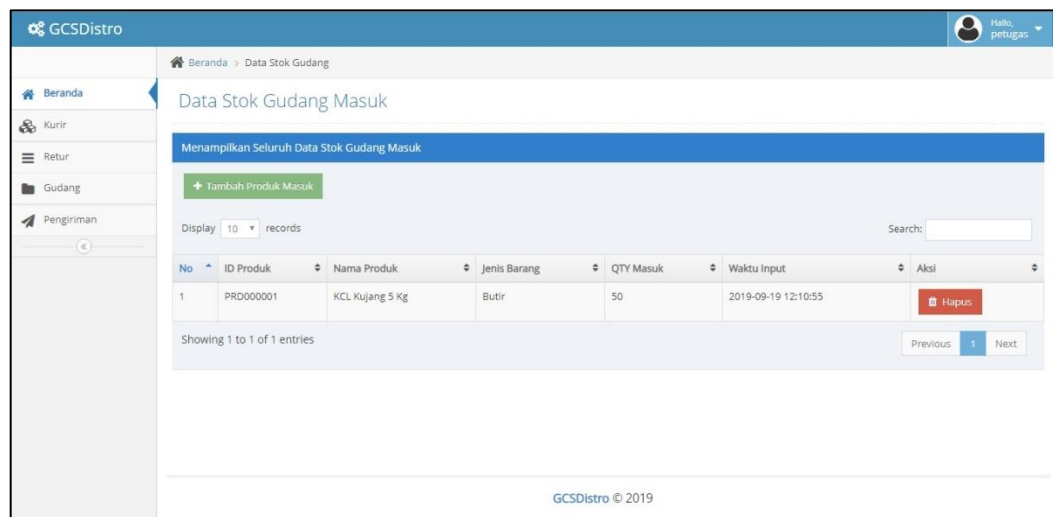 GCSDistro
Hallo,
petugas
Beranda > Data Stok Gudang
Beranda
Kurir
Retur
Gudang
Pengiriman
Data Stok Gudang Masuk
Menampilkan Seluruh Data Stok Gudang Masuk
+ Tambah Produk Masuk
Display 10 records Search:
No ID Produk Nama Produk Jenis Barang QTY Masuk Waktu Input Aksi
1 PRD000001 KCL Kujang 5 Kg Butir 50 2019-09-19 12:10:55 Hapus
Showing 1 to 1 of 1 entries
Previous 1 Next
GCSDistro © 2019